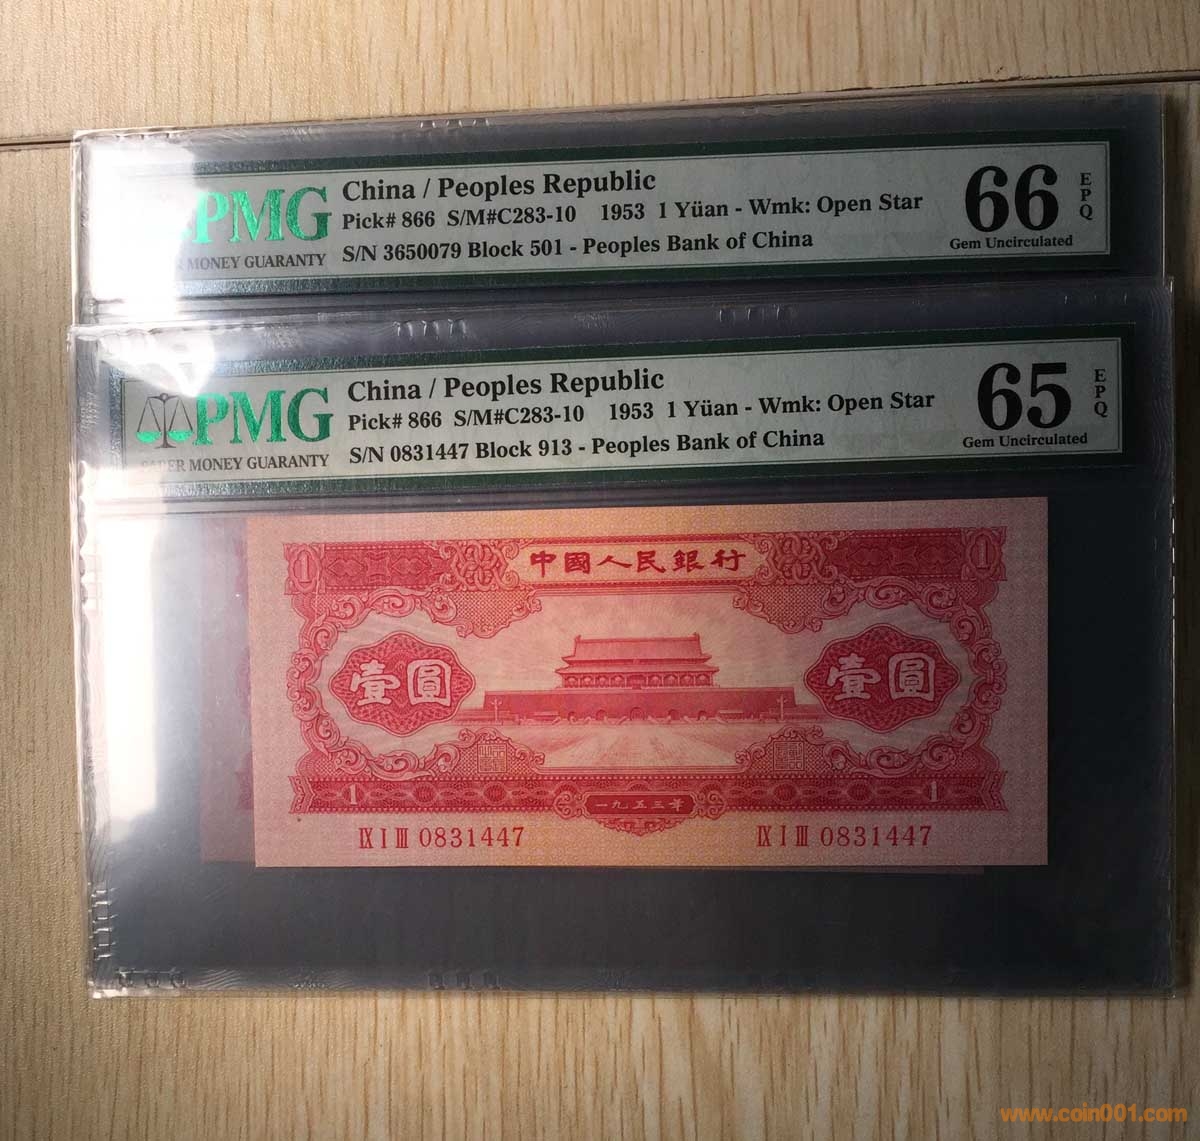 PMG
MONEY GUARANTY
China / Peoples Republic
Pick# 866 S/M#C283-10 1953 1 Yüan - Wmk: Open Star
S/N 3650079 Block 501 - Peoples Bank of China
66
EPQ
Gem Uncirculated
PMG
PAPER MONEY GUARANTY
China / Peoples Republic
Pick# 866 S/M#C283-10 1953 1 Yüan - Wmk: Open Star
S/N 0831447 Block 913 - Peoples Bank of China
65
EPQ
Gem Uncirculated
1 中國人民銀行 1
壹圓 壹圓
1 一九五三年 1
Ⅸ Ⅰ Ⅲ 0831447 Ⅸ Ⅰ Ⅲ 0831447
www.coin001.com